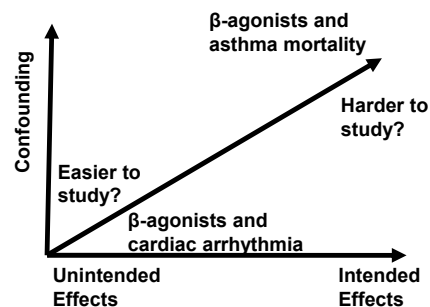 β-agonists and
asthma mortality
Confounding
Harder to
study?
Easier to
study?
β-agonists and
cardiac arrhythmia
Unintended
Effects
Intended
Effects